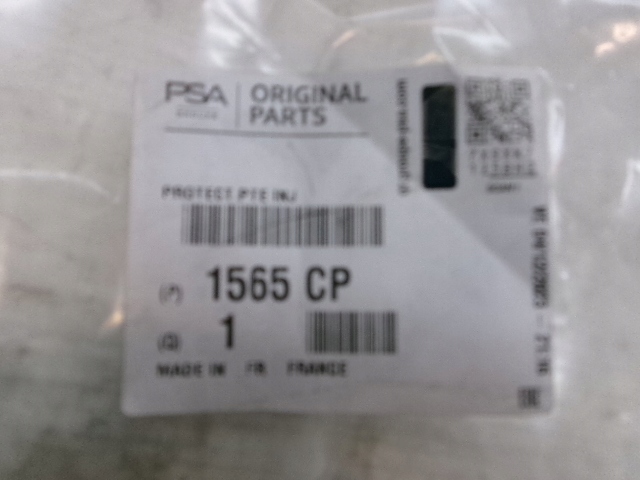 PSA
ORIGINAL
PARTS
PROTECT PTE INJ
(P) 1565 CP
(Q) 1
MADE IN FR FRANCE